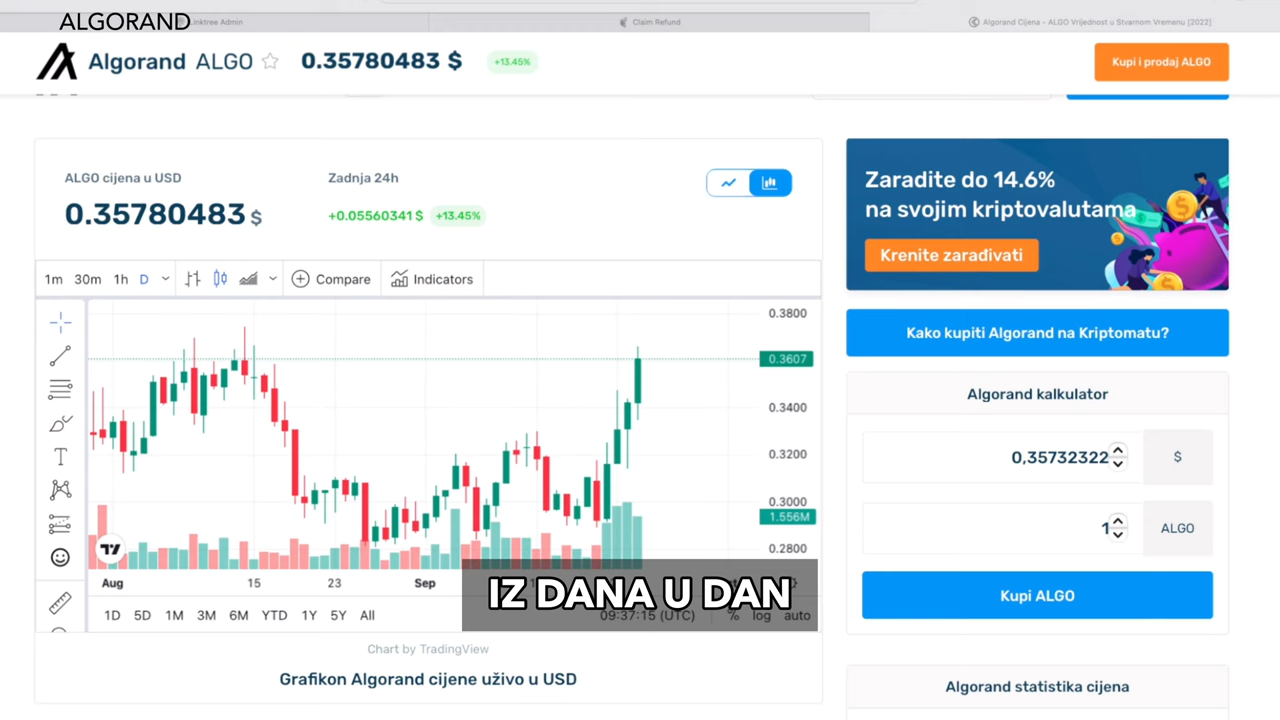 ALGORAND
Linktree Admin
Claim Refund
Algorand Cijena - ALGO Vrijednost u Stvarnom Vremenu [2022]
Algorand ALGO
0.35780483 $
+13.45%
Kupi i prodaj ALGO
ALGO cijena u USD
Zadnja 24h
0.35780483 $
+0.05560341 $ +13.45%
Zaradite do 14.6%
na svojim kriptovalutama
Krenite zarađivati
1m 30m 1h D
Compare
Indicators
0.3800
0.3607
0.3400
0.3200
0.3000
1.556M
0.2800
Aug 15 23 Sep
1D 5D 1M 3M 6M YTD 1Y 5Y All
09:37:15 (UTC) % log auto
IZ DANA U DAN
Chart by TradingView
Grafikon Algorand cijene uživo u USD
Kako kupiti Algorand na Kriptomatu?
Algorand kalkulator
0,35732322 $
1 ALGO
Kupi ALGO
Algorand statistika cijena